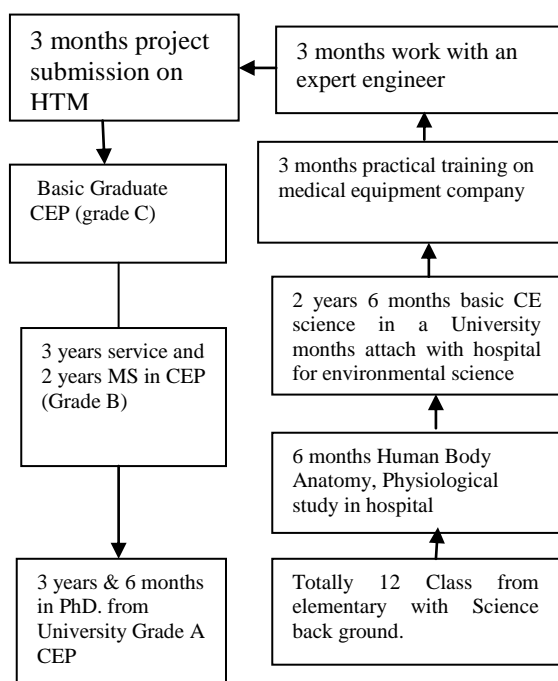 3 months project
submission on
HTM
3 months work with an
expert engineer
Basic Graduate
CEP (grade C)
3 months practical training on
medical equipment company
3 years service and
2 years MS in CEP
(Grade B)
2 years 6 months basic CE
science in a University
months attach with hospital
for environmental science
6 months Human Body
Anatomy, Physiological
study in hospital
3 years & 6 months
in PhD. from
University Grade A
CEP
Totally 12 Class from
elementary with Science
back ground.